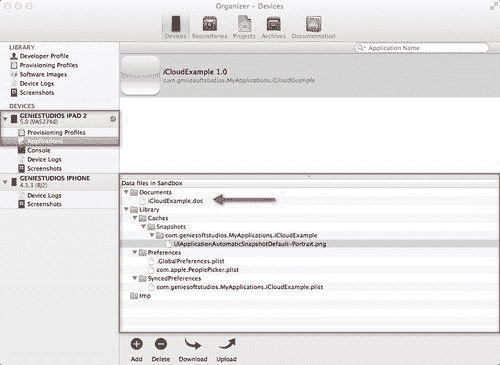 Organizer - Devices
Devices
Repositories
Projects
Archives
Documentation
Application Name
LIBRARY
Developer Profile
Provisioning Profiles
Software Images
Device Logs
Screenshots
DEVICES
GENIESTUDIOS IPAD 2
5.0 (9A5274d)
Provisioning Profiles
Applications
Console
Device Logs
Screenshots
GENIESTUDIOS IPHONE
4.3.3 (8J2)
Device Logs
Screenshots
iCloudExample 1.0
com.geniesoftstudios.MyApplications.iCloudExample
Data files in Sandbox
Documents
iCloudExample.doc
Library
Caches
Snapshots
com.geniesoftstudios.MyApplications.iCloudExample
UIApplicationAutomaticSnapshotDefault-Portrait.png
Preferences
.GlobalPreferences.plist
com.apple.PeoplePicker.plist
SyncedPreferences
com.geniesoftstudios.MyApplications.iCloudExample.plist
tmp
Add
Delete
Download
Upload